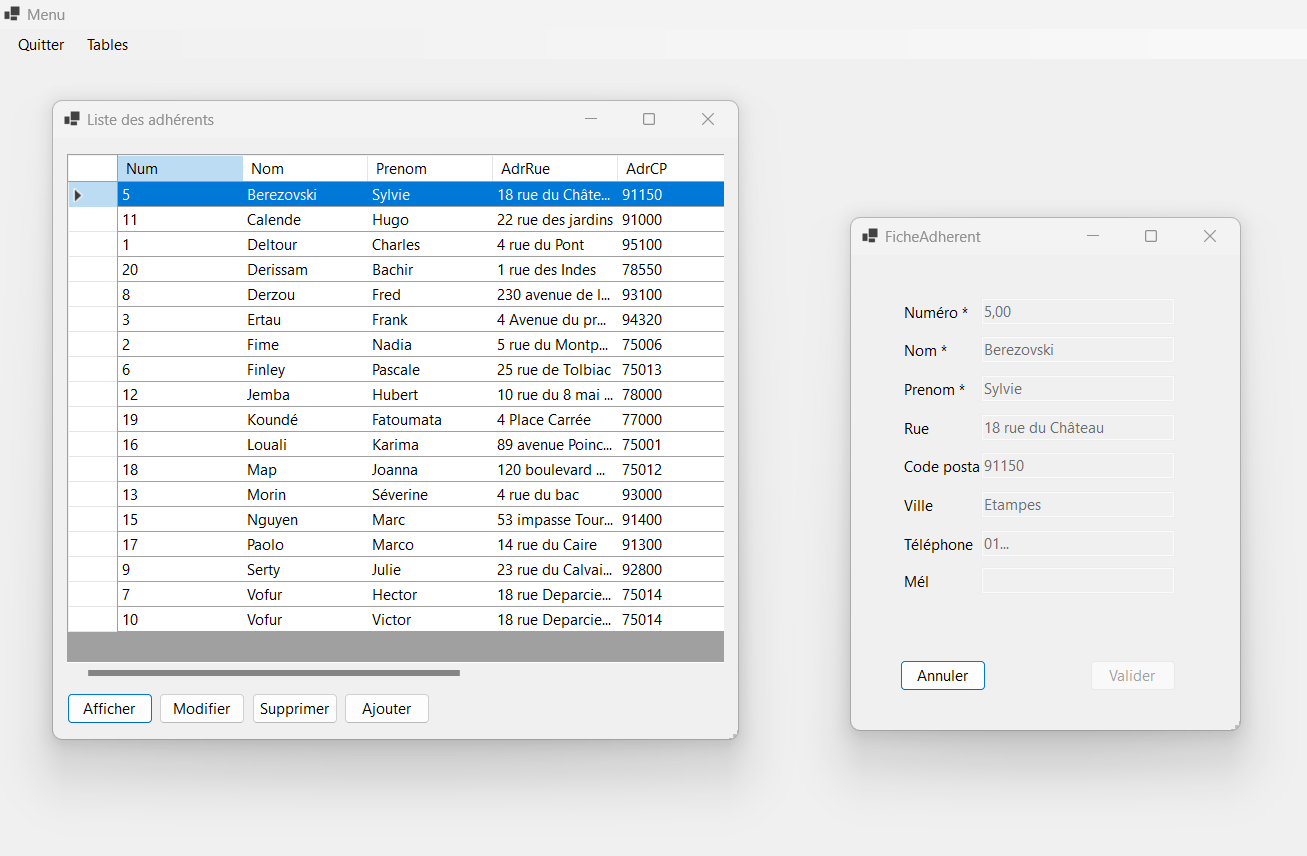 Menu
Quitter Tables
Liste des adhérents
Num Nom Prenom AdrRue AdrCP
5 Berezovski Sylvie 18 rue du Châte... 91150
11 Calende Hugo 22 rue des jardins 91000
1 Deltour Charles 4 rue du Pont 95100
20 Derissam Bachir 1 rue des Indes 78550
8 Derzou Fred 230 avenue de l... 93100
3 Ertau Frank 4 Avenue du pr... 94320
2 Fime Nadia 5 rue du Montp... 75006
6 Finley Pascale 25 rue de Tolbiac 75013
12 Jemba Hubert 10 rue du 8 mai ... 78000
19 Koundé Fatoumata 4 Place Carrée 77000
16 Louali Karima 89 avenue Poinc... 75001
18 Map Joanna 120 boulevard ... 75012
13 Morin Séverine 4 rue du bac 93000
15 Nguyen Marc 53 impasse Tour... 91400
17 Paolo Marco 14 rue du Caire 91300
9 Serty Julie 23 rue du Calvai... 92800
7 Vofur Hector 18 rue Deparcie... 75014
10 Vofur Victor 18 rue Deparcie... 75014
Afficher Modifier Supprimer Ajouter
FicheAdherent
Numéro * 5,00
Nom * Berezovski
Prenom * Sylvie
Rue 18 rue du Château
Code posta 91150
Ville Etampes
Téléphone 01...
Mél
Annuler Valider